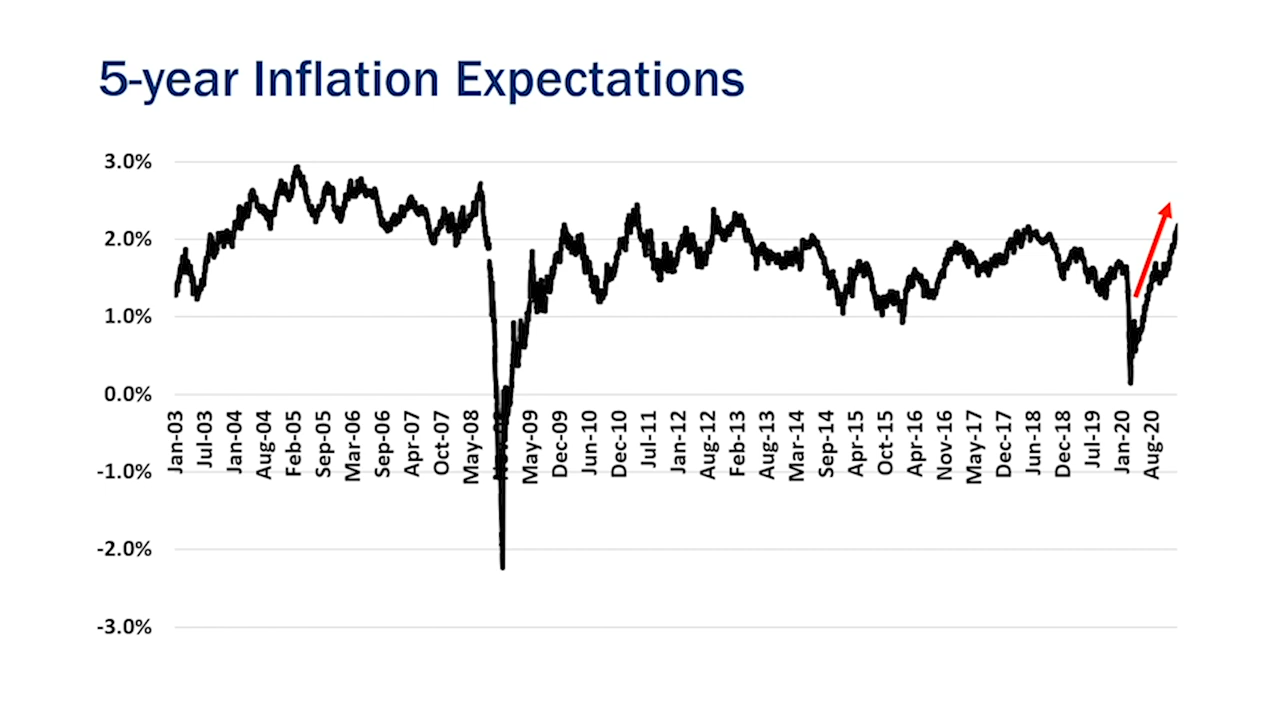 5-year Inflation Expectations
3.0%
2.0%
1.0%
0.0%
-1.0%
-2.0%
-3.0%
Jan-03
Jul-03
Jan-04
Aug-04
Feb-05
Sep-05
Mar-06
Sep-06
Apr-07
Oct-07
May-08
May-09
Dec-09
Jun-10
Dec-10
Jul-11
Jan-12
Aug-12
Feb-13
Aug-13
Mar-14
Sep-14
Apr-15
Oct-15
Apr-16
Nov-16
May-17
Dec-17
Jun-18
Dec-18
Jul-19
Jan-20
Aug-20